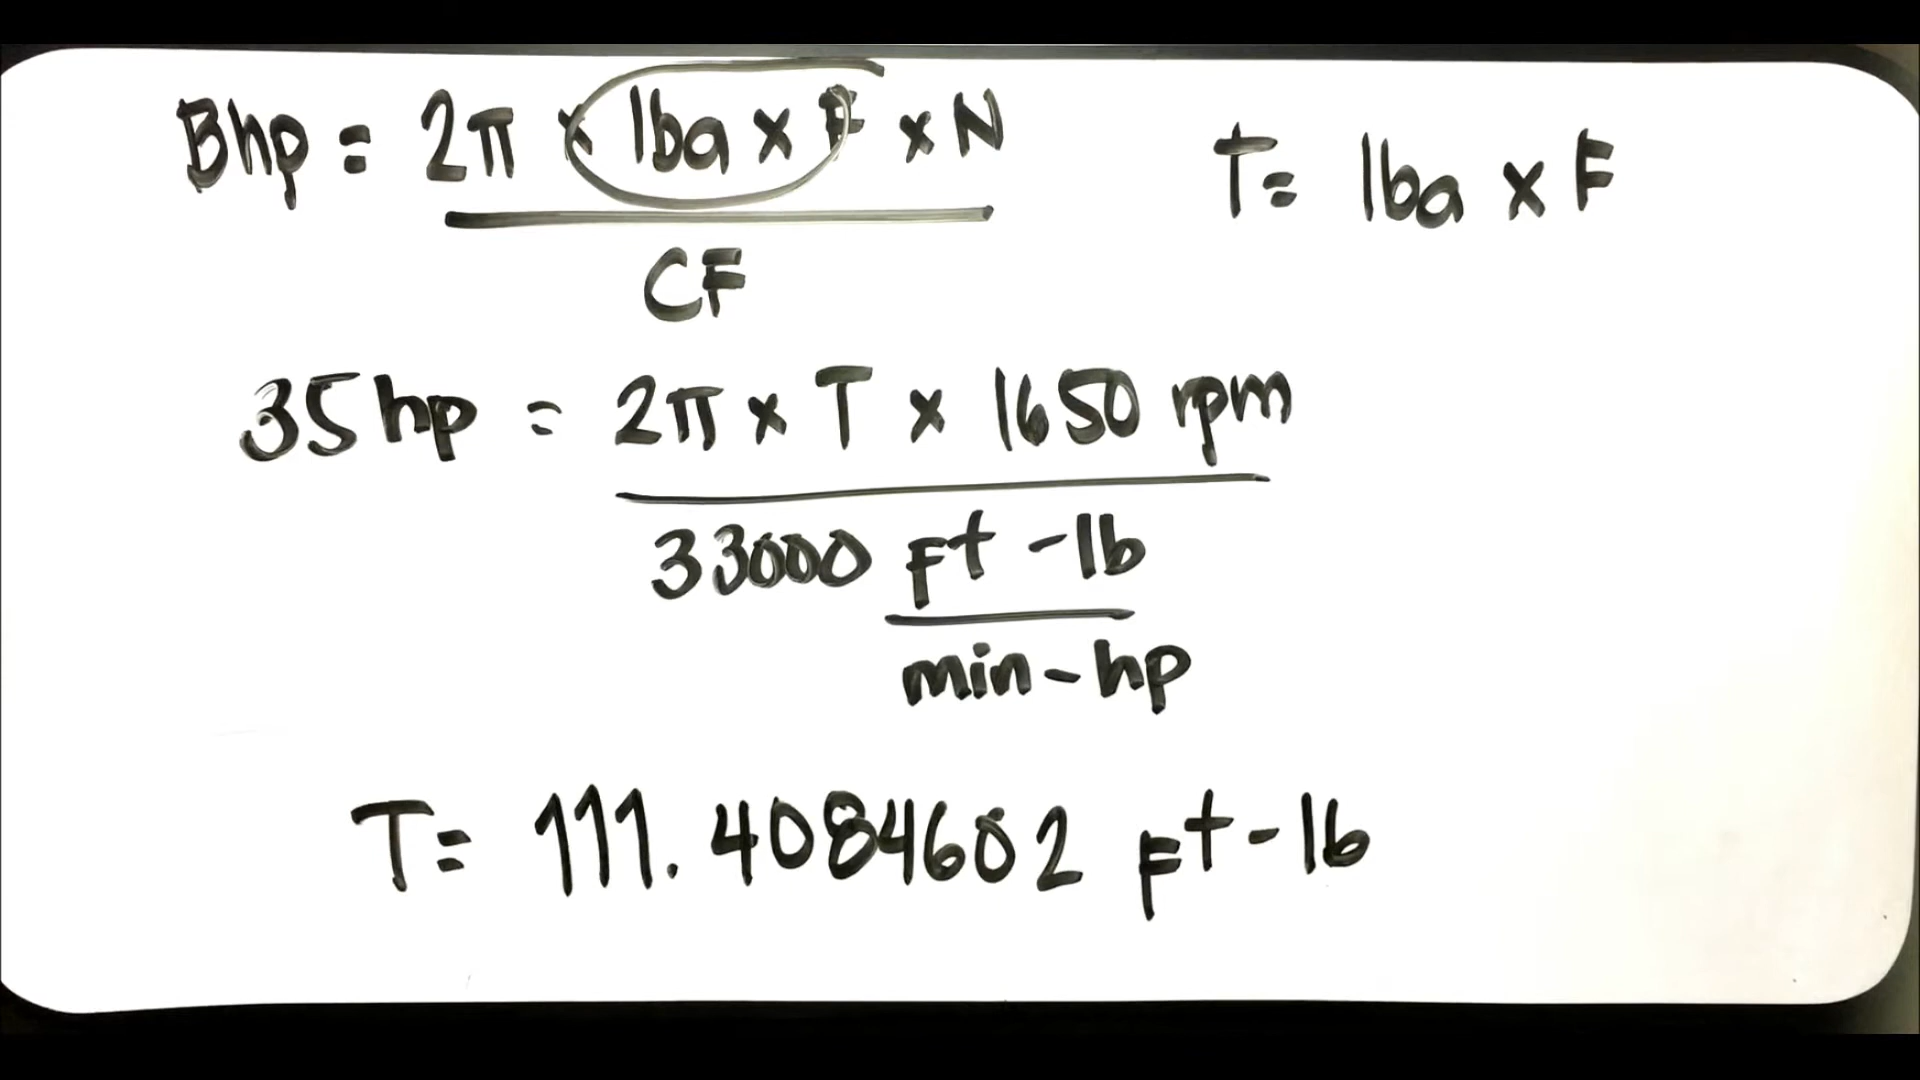 Bhp = 2π × lba × F × N
CF
T = lba × F
35 hp = 2π × T × 1650 rpm
33000 Ft - lb
min - hp
T = 111.4084602 Ft - lb